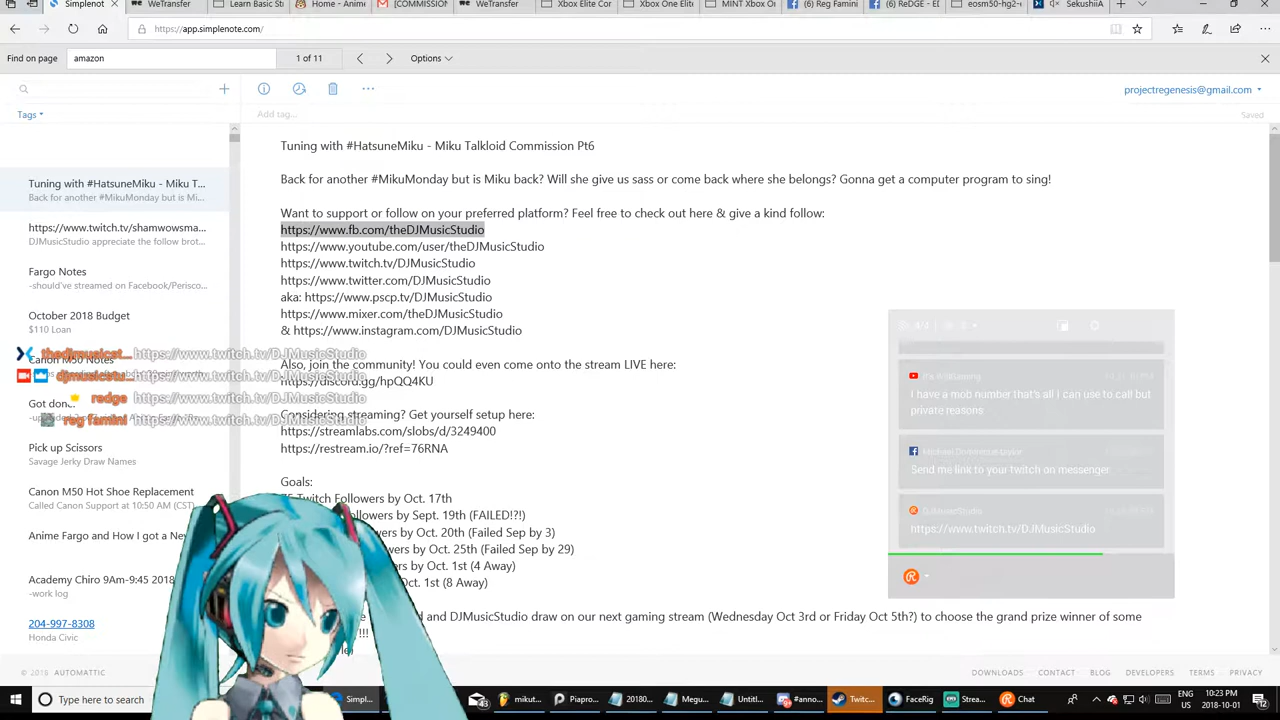 WeTransfer
Learn Basic St
Home - Anime
[COMMISSION
WeTransfer
Xbox Elite Cor
Xbox One Elite
MINT Xbox O
Reg Famini
ReDGE - E
eosm50-hg2-
SekushiiA
https://app.simplenote.com/
Find on page
amazon
1 of 11
Options
projectregenesis@gmail.com
Tags
Add tag...
Saved
Tuning with #HatsuneMiku - Miku T...
Back for another #MikuMonday but is Mi...
https://www.twitch.tv/shamwowsma...
DJMusicStudio appreciate the follow brot...
Fargo Notes
-should've streamed on Facebook/Perisco...
October 2018 Budget
$110 Loan
Canon M50 Notes
Got done:
Pick up Scissors
Savage Jerky Draw Names
Canon M50 Hot Shoe Replacement
Called Canon Support at 10:50 AM (CST)
Anime Fargo and How I got a Ne
Academy Chiro 9Am-9:45 2018
-work log
204-997-8308
Honda Civic
© 2018 AUTOMATTIC
thedjmusicst... https://www.twitch.tv/DJMusicStudio
djmusicstu... https://www.twitch.tv/DJMusicStudio
redge https://www.twitch.tv/DJMusicStudio
reg famini https://www.twitch.tv/DJMusicStudio
Tuning with #HatsuneMiku - Miku Talkloid Commission Pt6
Back for another #MikuMonday but is Miku back? Will she give us sass or come back where she belongs? Gonna get a computer program to sing!
Want to support or follow on your preferred platform? Feel free to check out here & give a kind follow:
https://www.fb.com/theDJMusicStudio
https://www.youtube.com/user/theDJMusicStudio
https://www.twitch.tv/DJMusicStudio
https://www.twitter.com/DJMusicStudio
aka: https://www.pscp.tv/DJMusicStudio
https://www.mixer.com/theDJMusicStudio
& https://www.instagram.com/DJMusicStudio
Also, join the community! You could even come onto the stream LIVE here:
https://discord.gg/hpQQ4KU
Considering streaming? Get yourself setup here:
https://streamlabs.com/slobs/d/3249400
https://restream.io/?ref=76RNA
Goals:
75 Twitch Followers by Oct. 17th
llowers by Sept. 19th (FAILED!?!)
owers by Oct. 20th (Failed Sep by 3)
owers by Oct. 25th (Failed Sep by 29)
ers by Oct. 1st (4 Away)
Oct. 1st (8 Away)
and DJMusicStudio draw on our next gaming stream (Wednesday Oct 3rd or Friday Oct 5th?) to choose the grand prize winner of some
!!!
I have a mob number that's all I can use to call but
private reasons
Send me link to your twitch on messenger
DJMusicStudio
https://www.twitch.tv/DJMusicStudio
DOWNLOADS CONTACT BLOG DEVELOPERS TERMS PRIVACY
Type here to search
Simpl...
mikut...
Piapro...
20180...
Megu...
Untitl...
#anno...
Twitc...
FaceRig
Strea...
Chat
ENG
US
10:23 PM
2018-10-01